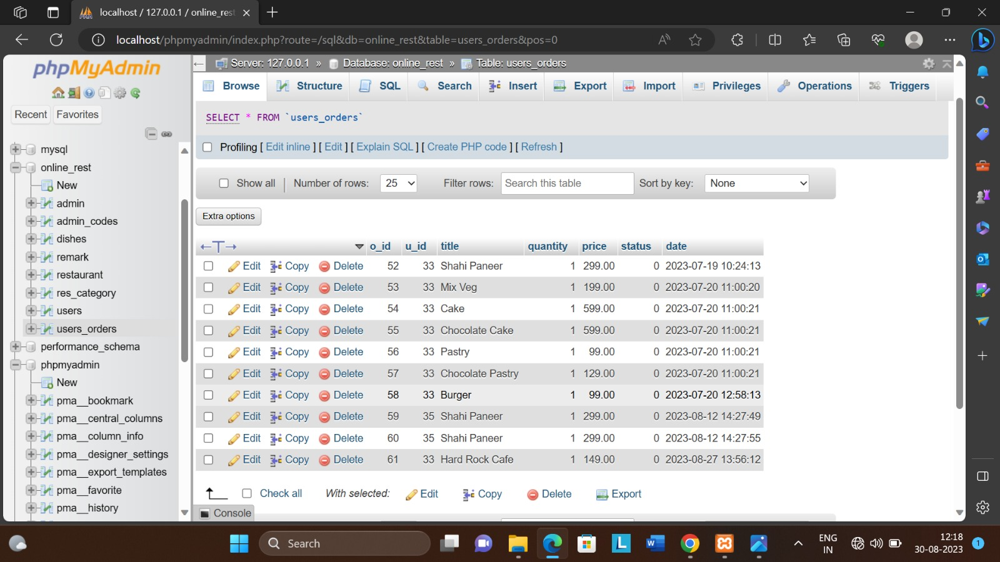 localhost / 127.0.0.1 / online_rest
localhost/phpmyadmin/index.php?route=/sql&db=online_rest&table=users_orders&pos=0
phpMyAdmin
Recent Favorites
mysql
online_rest
New
admin
admin_codes
dishes
remark
restaurant
res_category
users
users_orders
performance_schema
phpmyadmin
New
pma__bookmark
pma__central_columns
pma__column_info
pma__designer_settings
pma__export_templates
pma__favorite
pma__history
Server: 127.0.0.1 » Database: online_rest » Table: users_orders
Browse Structure SQL Search Insert Export Import Privileges Operations Triggers
SELECT * FROM `users_orders`
Profiling [ Edit inline ] [ Edit ] [ Explain SQL ] [ Create PHP code ] [ Refresh ]
Show all Number of rows: 25 Filter rows: Search this table Sort by key: None
Extra options
o_id u_id title quantity price status date
Edit Copy Delete 52 33 Shahi Paneer 1 299.00 0 2023-07-19 10:24:13
Edit Copy Delete 53 33 Mix Veg 1 199.00 0 2023-07-20 11:00:20
Edit Copy Delete 54 33 Cake 1 599.00 0 2023-07-20 11:00:21
Edit Copy Delete 55 33 Chocolate Cake 1 599.00 0 2023-07-20 11:00:21
Edit Copy Delete 56 33 Pastry 1 99.00 0 2023-07-20 11:00:21
Edit Copy Delete 57 33 Chocolate Pastry 1 129.00 0 2023-07-20 11:00:21
Edit Copy Delete 58 33 Burger 1 99.00 0 2023-07-20 12:58:13
Edit Copy Delete 59 35 Shahi Paneer 1 299.00 0 2023-08-12 14:27:49
Edit Copy Delete 60 35 Shahi Paneer 1 299.00 0 2023-08-12 14:27:55
Edit Copy Delete 61 33 Hard Rock Cafe 1 149.00 0 2023-08-27 13:56:12
Check all With selected: Edit Copy Delete Export
Console
Search
ENG
IN
12:18
30-08-2023
1